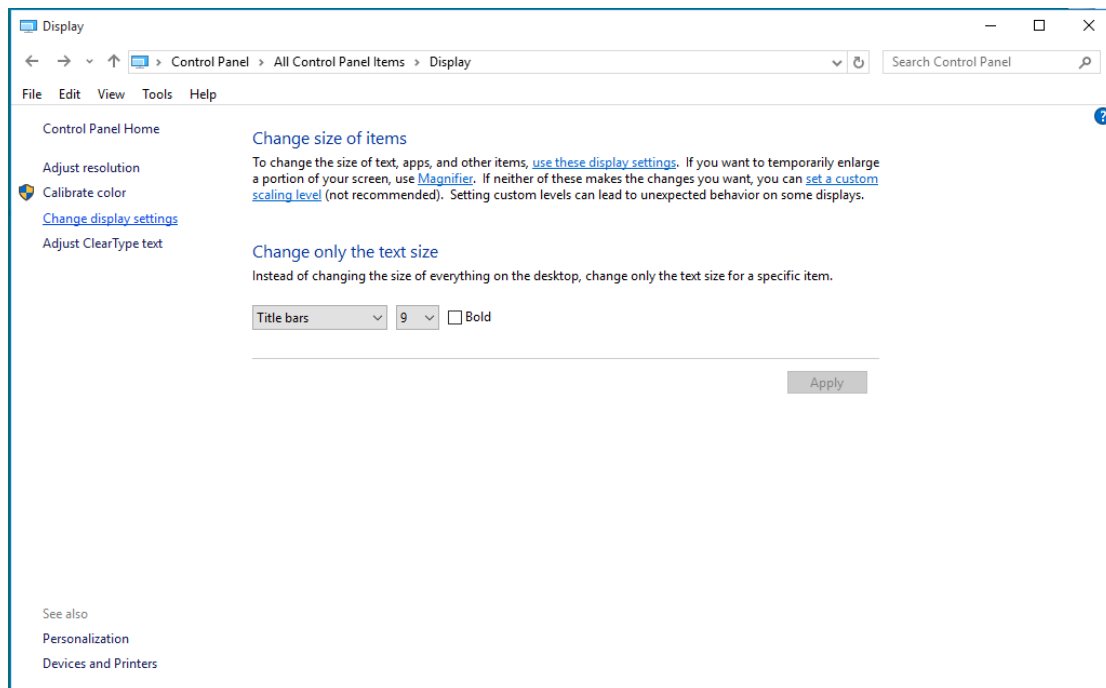 Display
Control Panel > All Control Panel Items > Display
Search Control Panel
File Edit View Tools Help
?
Control Panel Home
Adjust resolution
Calibrate color
Change display settings
Adjust ClearType text
Change size of items
To change the size of text, apps, and other items, use these display settings. If you want to temporarily enlarge
a portion of your screen, use Magnifier. If neither of these makes the changes you want, you can set a custom
scaling level (not recommended). Setting custom levels can lead to unexpected behavior on some displays.
Change only the text size
Instead of changing the size of everything on the desktop, change only the text size for a specific item.
Title bars 9 Bold
Apply
See also
Personalization
Devices and Printers